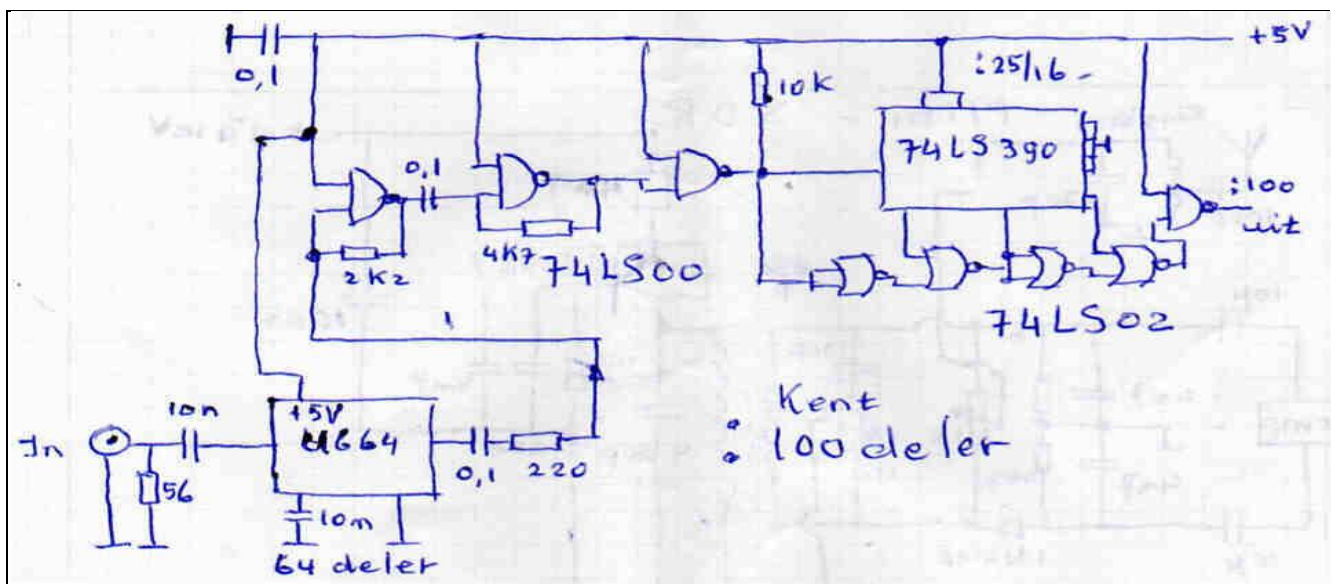 +5V
0,1
10K
:25/16 -
74LS390
0,1
:100
uit
2K2
4K7
74LS00
74LS02
In
10n
+5V
U664
56
10n
0,1
220
64 deler
Kent
: 100 deler